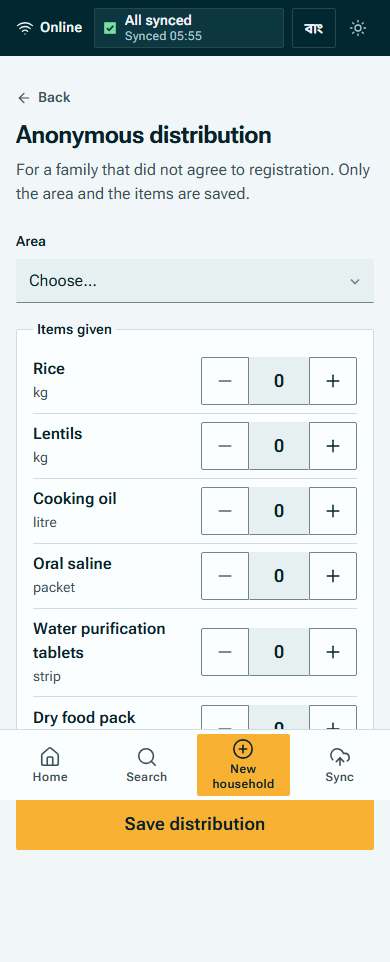 Online
All synced
Synced 05:55
বাং
Back
Anonymous distribution
For a family that did not agree to registration. Only
the area and the items are saved.
Area
Choose...
Items given
Rice
kg
0
Lentils
kg
0
Cooking oil
litre
0
Oral saline
packet
0
Water purification
tablets
strip
0
Dry food pack
0
Home
Search
New
household
Sync
Save distribution